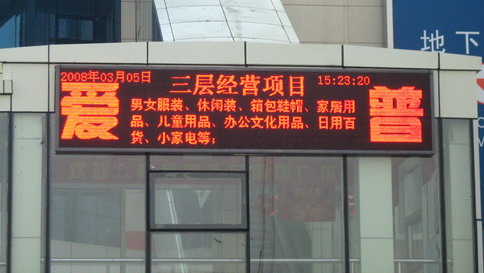 2008年03月05日
三层经营项目
15:23:20
爱
男女服装、休闲装、箱包鞋帽、家居用
品、儿童用品、办公文化用品、日用百
货、小家电等;
普
地下